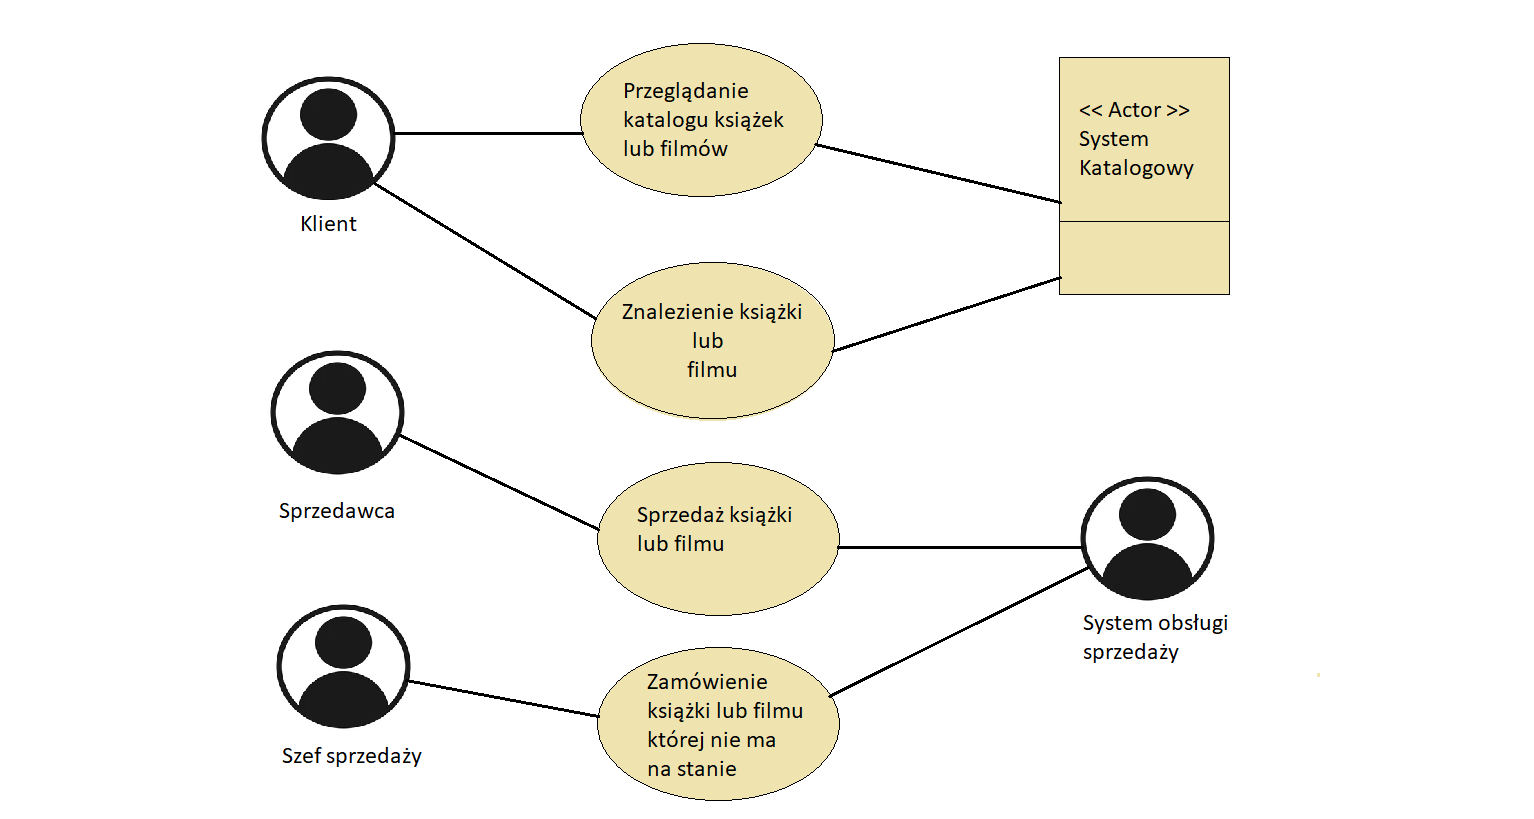 Przeglądanie
katalogu książek
lub filmów
<< Actor >>
System
Katalogowy
Klient
Znalezienie książki
lub
filmu
Sprzedawca
Sprzedaż książki
lub filmu
System obsługi
sprzedaży
Szef sprzedaży
Zamówienie
książki lub filmu
której nie ma
na stanie